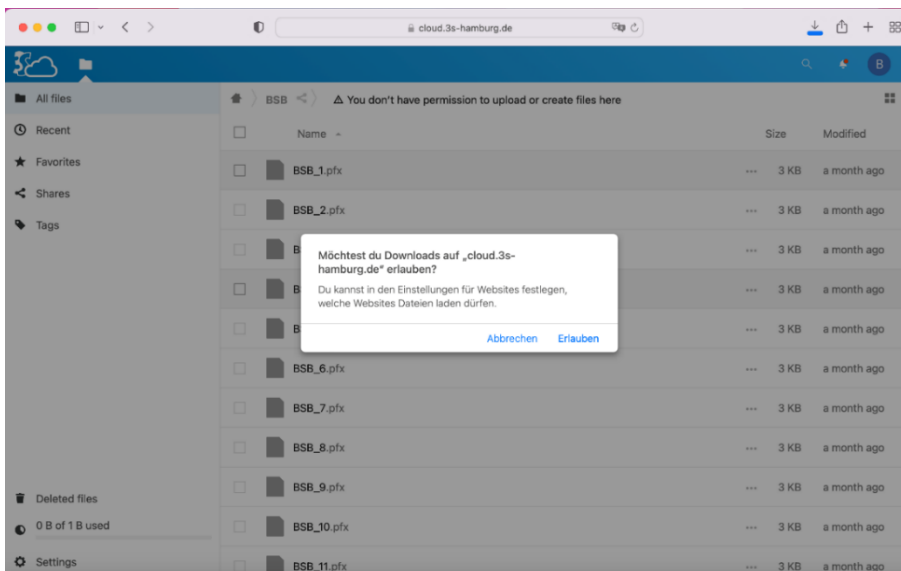 cloud.3s-hamburg.de
B
All files
BSB
You don't have permission to upload or create files here
Recent
Name
Size
Modified
Favorites
BSB_1.pfx
3 KB
a month ago
Shares
BSB_2.pfx
3 KB
a month ago
Tags
B
3 KB
a month ago
Möchtest du Downloads auf „cloud.3s-
hamburg.de“ erlauben?
Du kannst in den Einstellungen für Websites festlegen,
welche Websites Dateien laden dürfen.
Abbrechen
Erlauben
B
3 KB
a month ago
B
3 KB
a month ago
BSB_6.pfx
3 KB
a month ago
BSB_7.pfx
3 KB
a month ago
BSB_8.pfx
3 KB
a month ago
BSB_9.pfx
3 KB
a month ago
Deleted files
0 B of 1 B used
BSB_10.pfx
3 KB
a month ago
Settings
BSB_11.pfx
3 KB
a month ago